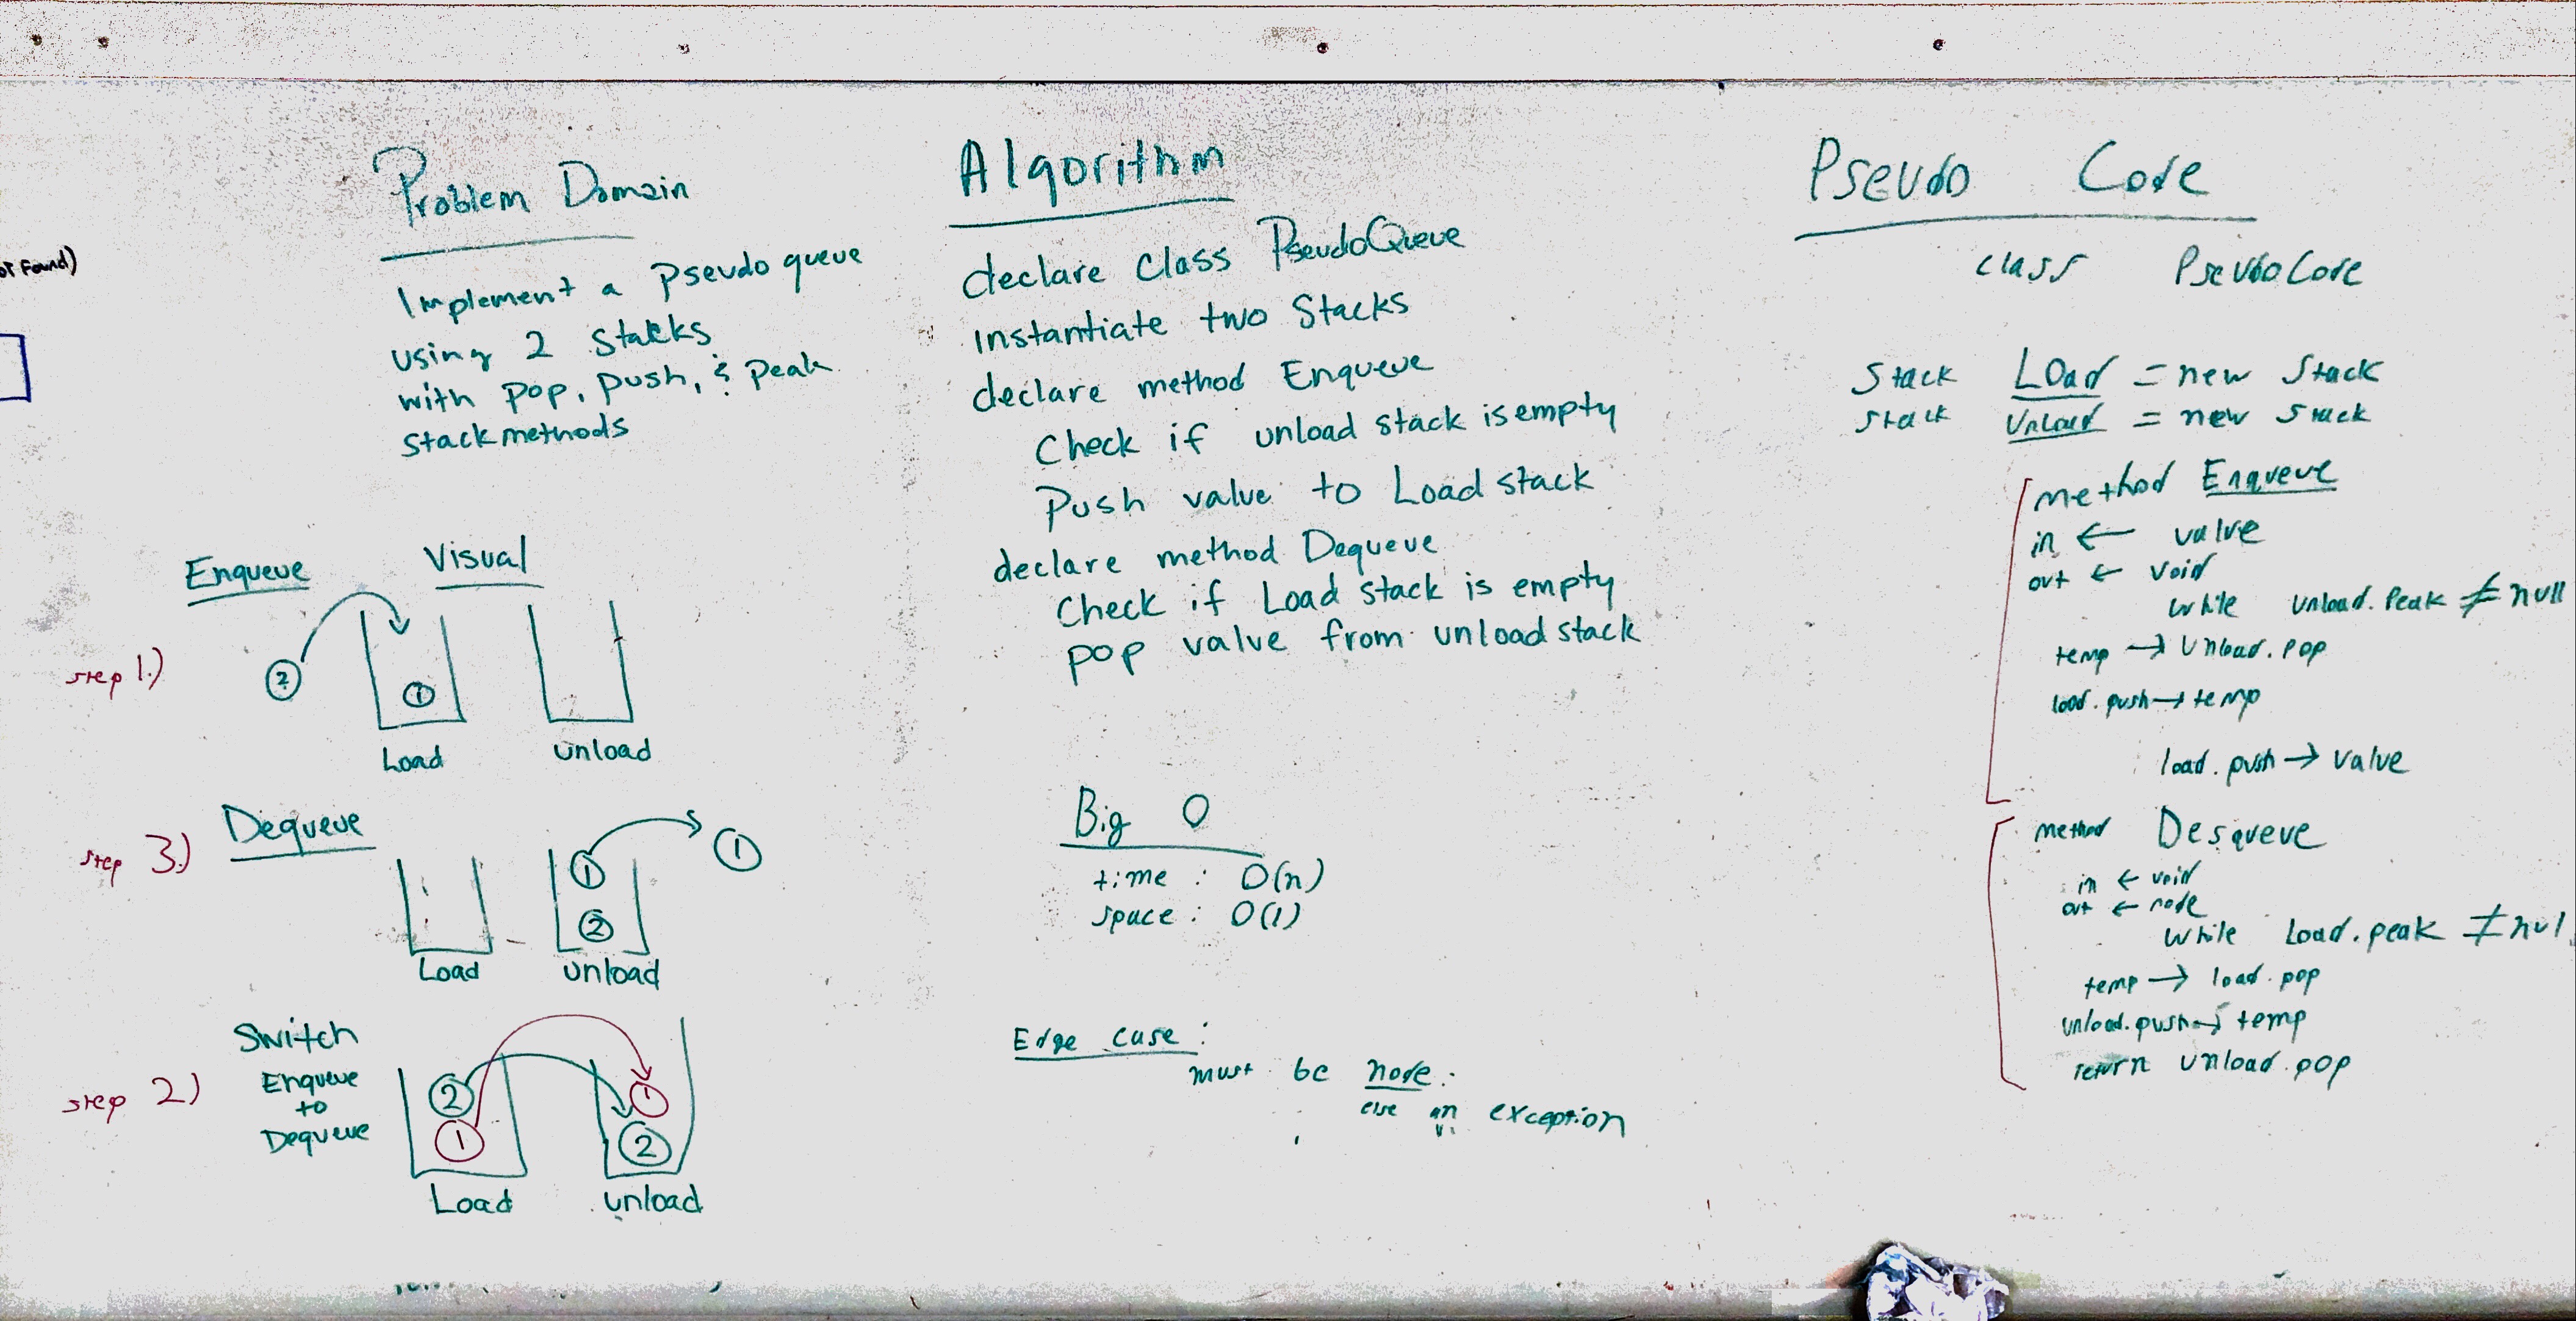 ot Found)
Problem Domain
Implement a pseudo queue
using 2 Stacks
with pop, push, & peak
stack methods
Enqueue Visual
step 1.)
2
1
Load unload
Dequeue
step 3.)
1 1
2
Load unload
Switch
Enqueue
to
Dequeue
step 2)
2 1
1 2
Load unload
Algorithm
declare Class PseudoQueue
instantiate two Stacks
declare method Enqueue
Check if unload stack is empty
Push value to Load stack
declare method Dequeue
Check if Load stack is empty
pop value from unload stack
Big O
time : O(n)
space : O(1)
Edge case :
must be node.
else an exception
Pseudo Code
class PseudoCode
Stack Load = new Stack
stack Unload = new stack
method Enqueue
in ← value
out ← void
while unload.Peak ≠ null
temp → Unload.pop
load.push → temp
load.push → value
method Desqueue
in ← void
out ← node
while Load.peak ≠ nul
temp → load.pop
unload.push → temp
return unload.pop